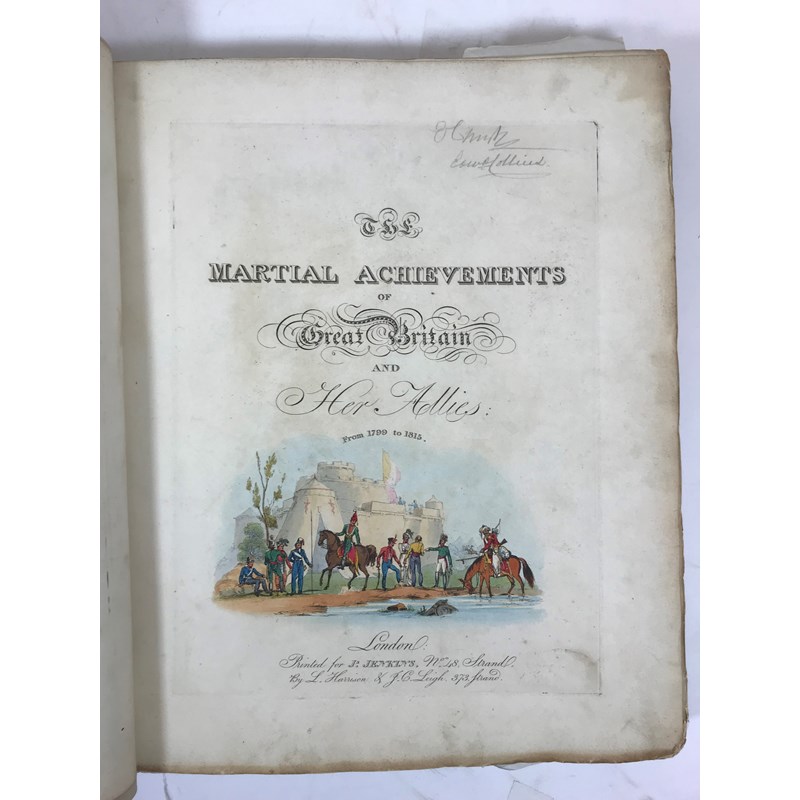 THE
MARTIAL ACHIEVEMENTS
OF
Great Britain
AND
Her Allies:
From 1799 to 1815.
London:
Printed for J. JENKINS, No. 48, Strand,
By L. Harrison & J. C. Leigh. 373, Strand.